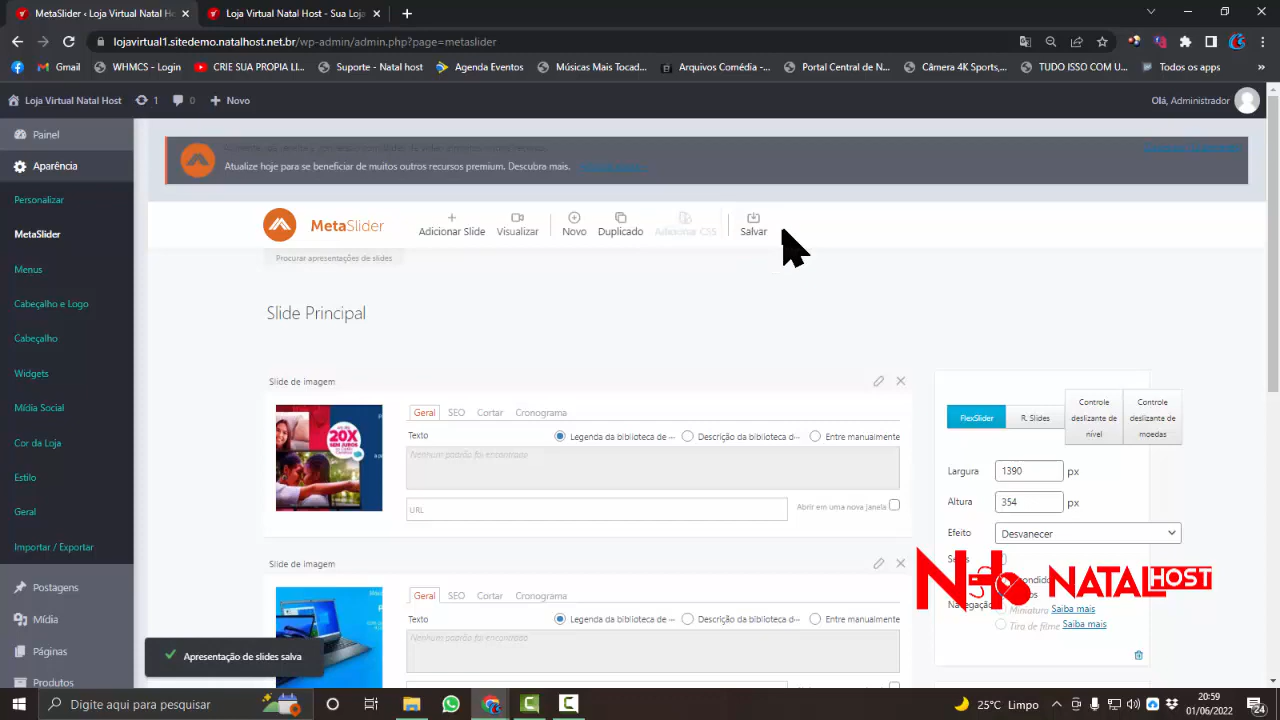 MetaSlider ‹ Loja Virtual Natal Ho
Loja Virtual Natal Host - Sua Loj
lojavirtual1.sitedemo.natalhost.net.br/wp-admin/admin.php?page=metaslider
Gmail
WHMCS - Login
CRIE SUA PROPIA LI...
Suporte - Natal host
Agenda Eventos
Músicas Mais Tocad...
Arquivos Comédia -...
Portal Central de N...
Câmera 4K Sports,...
TUDO ISSO COM U...
Todos os apps
Loja Virtual Natal Host
1
0
Novo
Olá, Administrador
Painel
Aparência
Personalizar
MetaSlider
Menus
Cabeçalho e Logo
Cabeçalho
Widgets
Mídia Social
Cor da Loja
Estilo
Geral
Importar / Exportar
Postagens
Mídia
Páginas
Produtos
Atualize hoje para se beneficiar de muitos outros recursos premium. Descubra mais.
MetaSlider
Adicionar Slide
Visualizar
Novo
Duplicado
Adicionar CSS
Salvar
Procurar apresentações de slides
Slide Principal
Slide de imagem
20X
SEM JUROS
Geral SEO Cortar Cronograma
Texto
Legenda da biblioteca de ···
Descrição da biblioteca d···
Entre manualmente
Nenhum padrão foi encontrado
URL
Abrir em uma nova janela
Slide de imagem
Geral SEO Cortar Cronograma
Texto
Legenda da biblioteca de ···
Descrição da biblioteca d···
Entre manualmente
Nenhum padrão foi encontrado
FlexSlider
R. Slides
Controle deslizante de nível
Controle deslizante de moedas
Largura 1390 px
Altura 354 px
Efeito Desvanecer
Miniatura Saiba mais
Tira de filme Saiba mais
NATALHOST
Apresentação de slides salva
Digite aqui para pesquisar
25°C Limpo
20:59
01/06/2022
24